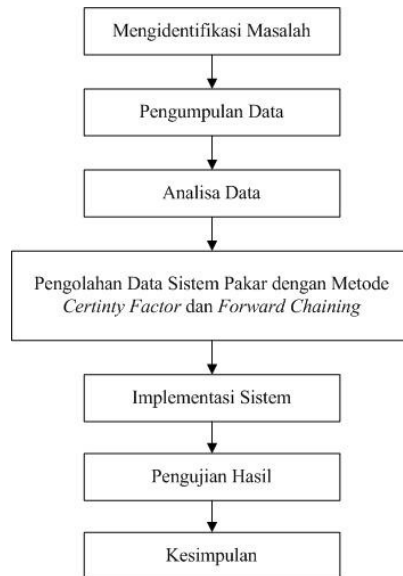 Mengidentifikasi Masalah
Pengumpulan Data
Analisa Data
Pengolahan Data Sistem Pakar dengan Metode
Certinty Factor dan Forward Chaining
Implementasi Sistem
Pengujian Hasil
Kesimpulan